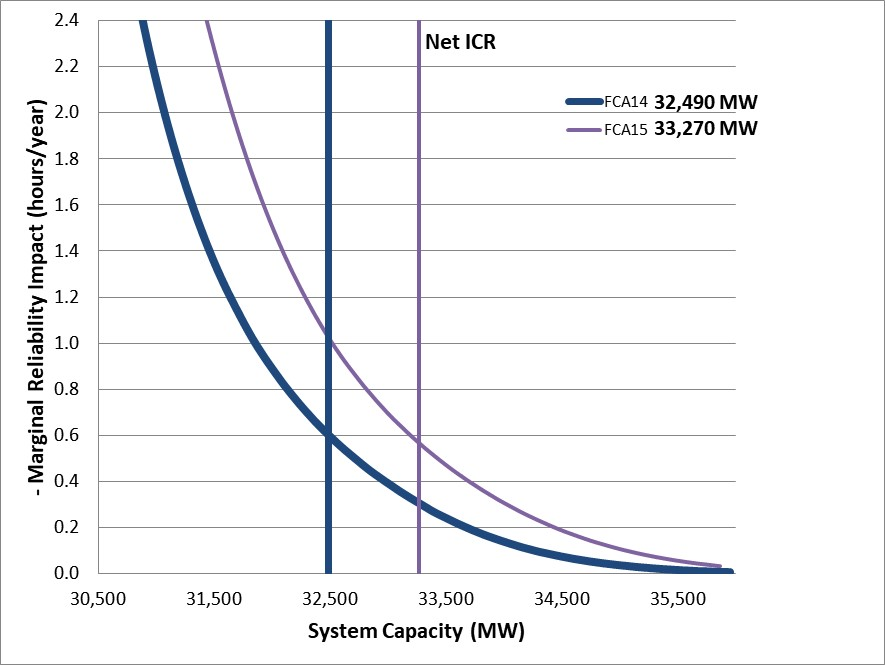 2.4
Net ICR
2.2
FCA14 32,490 MW
2.0
FCA15 33,270 MW
1.8
1.6
1.4
1.2
1.0
0.8
0.6
0.4
0.2
0.0
- Marginal Reliability Impact (hours/year)
30,500 31,500 32,500 33,500 34,500 35,500
System Capacity (MW)